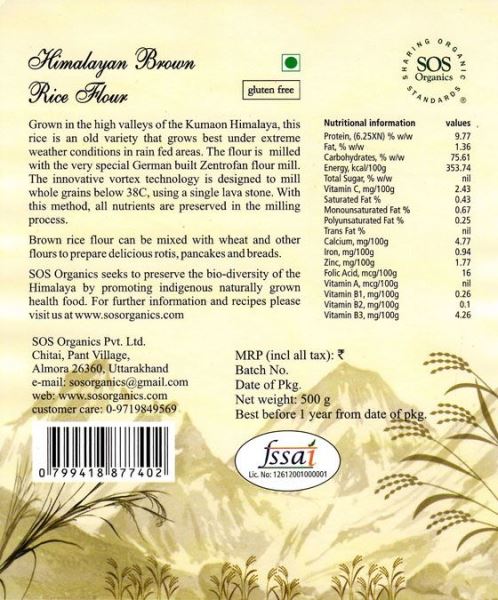 Himalayan Brown
Rice Flour
gluten free
SHARING ORGANIC
SOS
Organics
STANDARDS ®
Grown in the high valleys of the Kumaon Himalaya, this
rice is an old variety that grows best under extreme
weather conditions in rain fed areas. The flour is milled
with the very special German built Zentrofan flour mill.
The innovative vortex technology is designed to mill
whole grains below 38C, using a single lava stone. With
this method, all nutrients are preserved in the milling
process.
Brown rice flour can be mixed with wheat and other
flours to prepare delicious rotis, pancakes and breads.
SOS Organics seeks to preserve the bio-diversity of the
Himalaya by promoting indigenous naturally grown
health food. For further information and recipes please
visit us at www.sosorganics.com
Nutritional information values
Protein, (6.25XN) % w/w 9.77
Fat, % w/w 1.36
Carbohydrates, % w/w 75.61
Energy, kcal/100g 353.74
Total Sugar, % w/w nil
Vitamin C, mg/100g 2.43
Saturated Fat % 0.43
Monounsaturated Fat % 0.67
Polyunsaturated Fat % 0.25
Trans Fat % nil
Calcium, mg/100g 4.77
Iron, mg/100g 0.94
Zinc, mg/100g 1.77
Folic Acid, mcg/100g 16
Vitamin A, mcg/100g nil
Vitamin B1, mg/100g 0.26
Vitamin B2, mg/100g 0.1
Vitamin B3, mg/100g 4.26
SOS Organics Pvt. Ltd.
Chitai, Pant Village,
Almora 26360, Uttarakhand
e-mail: sosorganics@gmail.com
web: www.sosorganics.com
customer care: 0-9719849569
0 799418 877402
MRP (incl all tax): ₹
Batch No.
Date of Pkg.
Net weight: 500 g
Best before 1 year from date of pkg.
fssai
Lic. No: 12612001000001